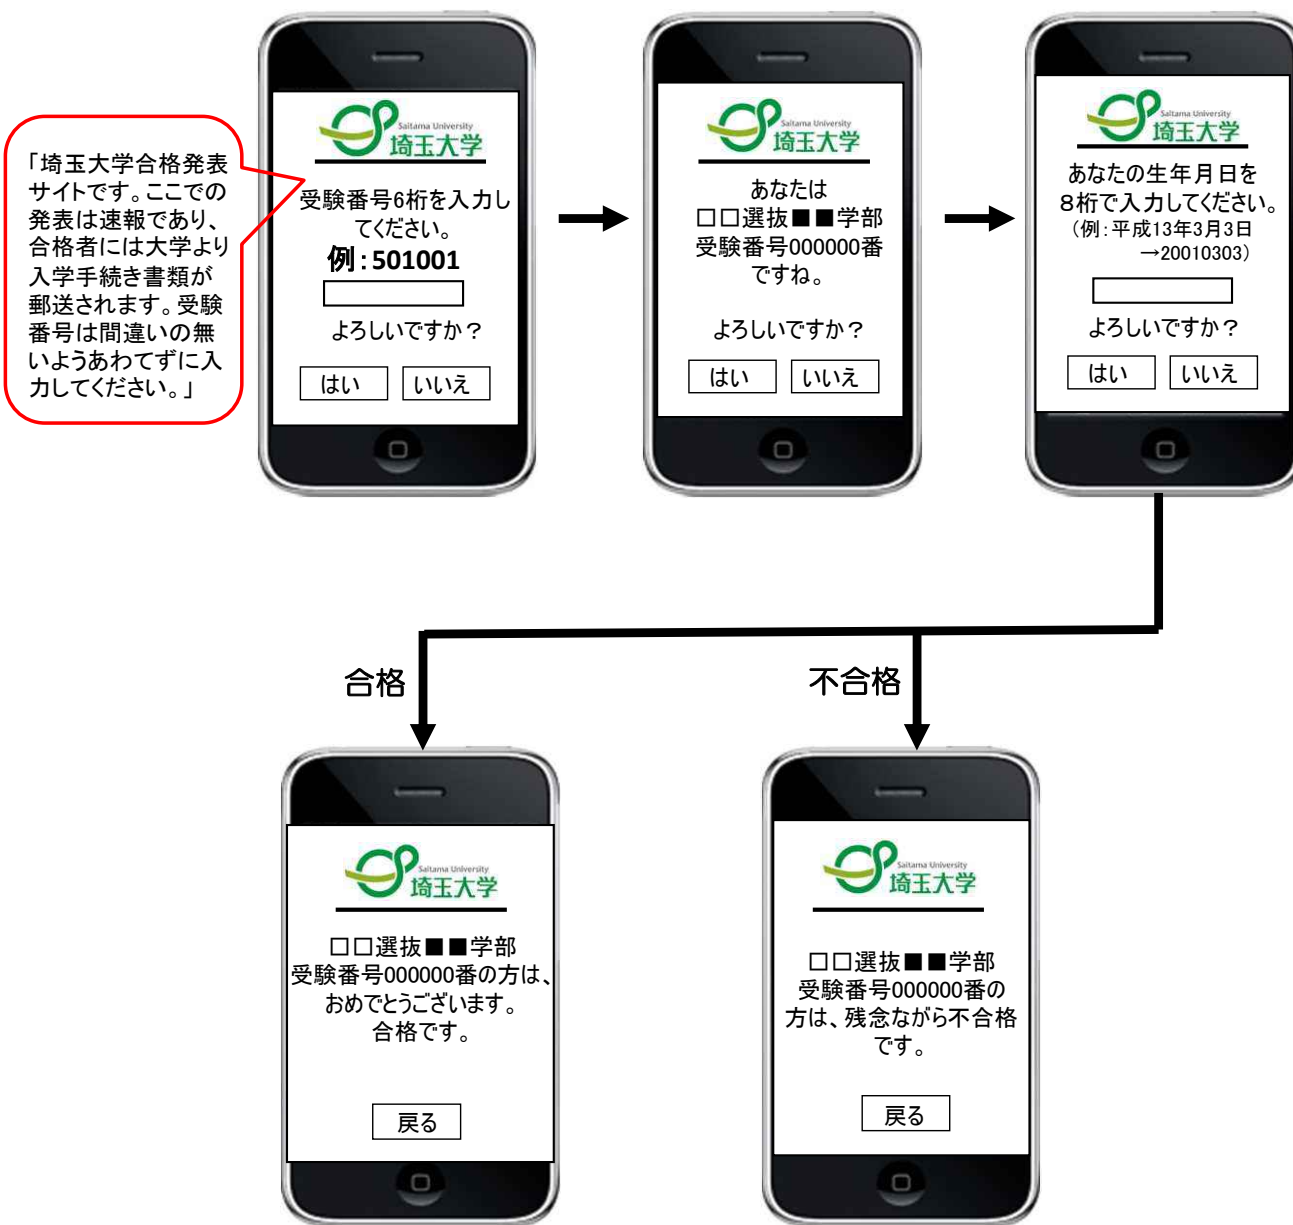 「埼玉大学合格発表
サイトです。ここでの
発表は速報であり、
合格者には大学より
入学手続き書類が
郵送されます。受験
番号は間違いの無
いようあわてずに入
力してください。」
Saitama University
埼玉大学
受験番号6桁を入力し
てください。
例：501001
よろしいですか？
はい いいえ
Saitama University
埼玉大学
あなたは
□□選抜■■学部
受験番号000000番
ですね。
よろしいですか？
はい いいえ
Saitama University
埼玉大学
あなたの生年月日を
８桁で入力してください。
（例：平成13年3月3日
→20010303）
よろしいですか？
はい いいえ
合格
不合格
Saitama University
埼玉大学
□□選抜■■学部
受験番号000000番の方は、
おめでとうございます。
合格です。
戻る
Saitama University
埼玉大学
□□選抜■■学部
受験番号000000番の
方は、残念ながら不合格
です。
戻る